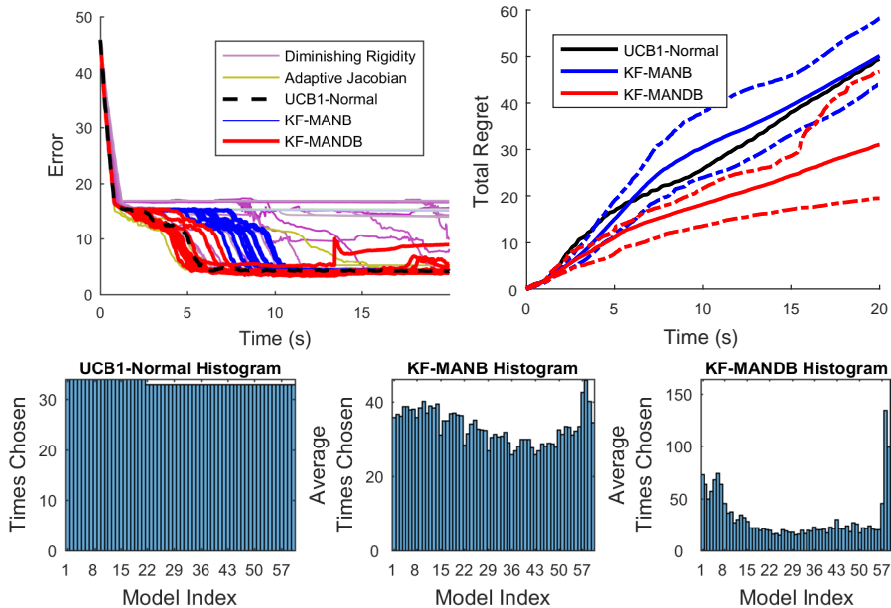 50
40
30
20
10
0
Error
Diminishing Rigidity
Adaptive Jacobian
UCB1-Normal
KF-MANB
KF-MANDB
0
5
10
15
Time (s)
60
50
40
30
20
10
0
Total Regret
UCB1-Normal
KF-MANB
KF-MANDB
0
5
10
15
20
Time (s)
UCB1-Normal Histogram
30
20
10
0
Times Chosen
1 8 15 22 29 36 43 50 57
Model Index
KF-MANB Histogram
40
20
0
Average
Times Chosen
1 8 15 22 29 36 43 50 57
Model Index
KF-MANDB Histogram
150
100
50
0
Average
Times Chosen
1 8 15 22 29 36 43 50 57
Model Index